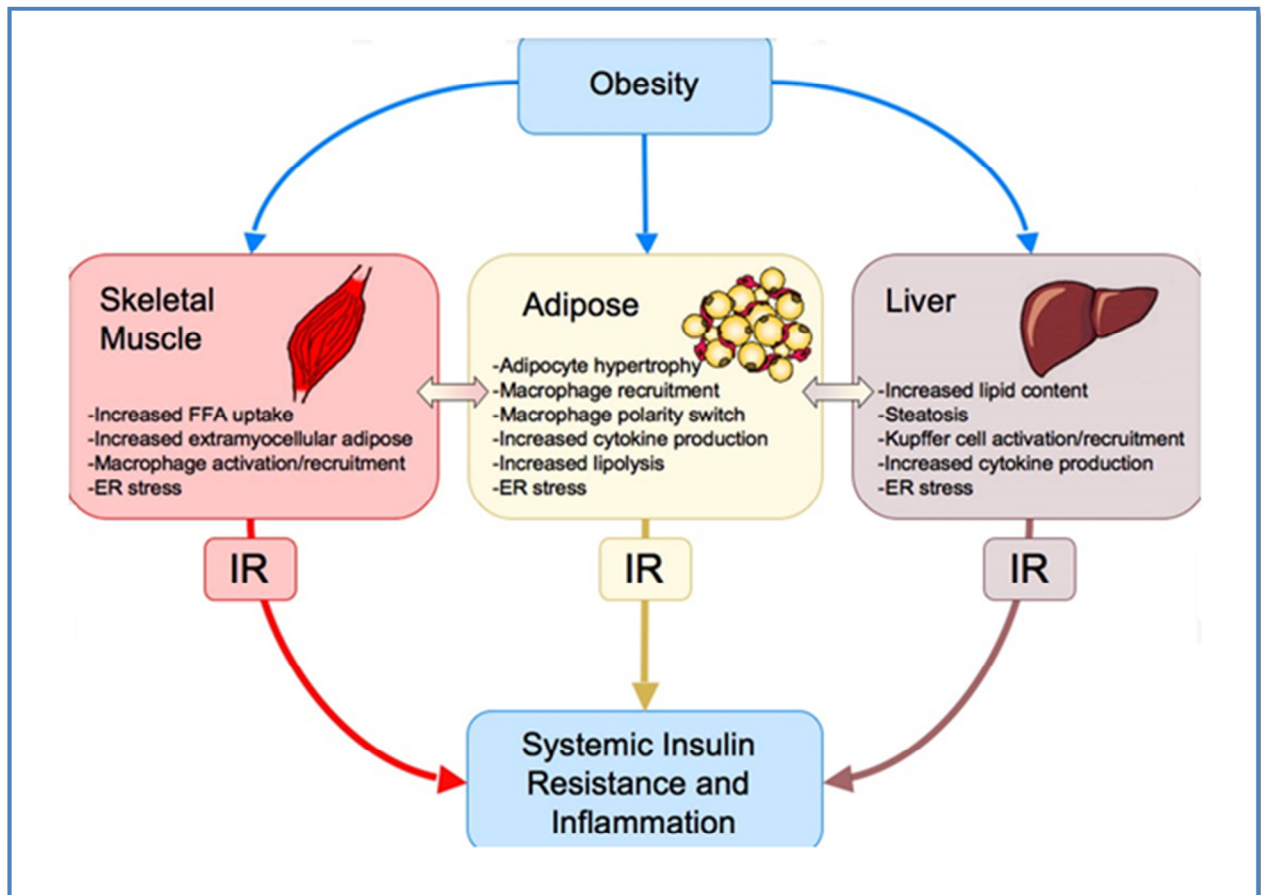 Obesity
Skeletal
Muscle
-Increased FFA uptake
-Increased extramyocellular adipose
-Macrophage activation/recruitment
-ER stress
Adipose
-Adipocyte hypertrophy
-Macrophage recruitment
-Macrophage polarity switch
-Increased cytokine production
-Increased lipolysis
-ER stress
Liver
-Increased lipid content
-Steatosis
-Kupffer cell activation/recruitment
-Increased cytokine production
-ER stress
IR
IR
IR
Systemic Insulin
Resistance and
Inflammation